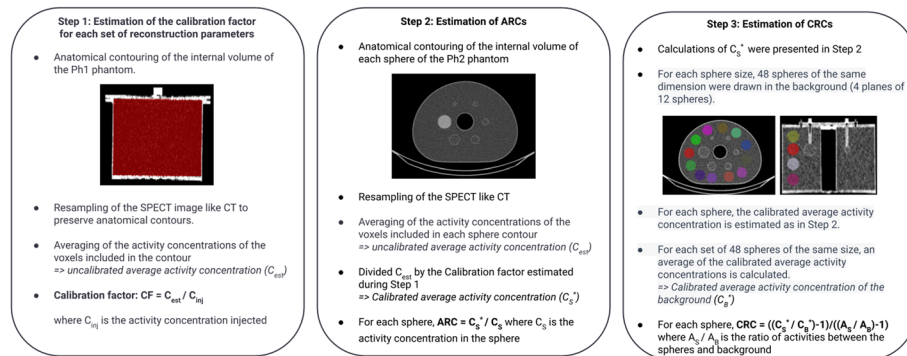 Step 1: Estimation of the calibration factor
for each set of reconstruction parameters
● Anatomical contouring of the internal volume of
the Ph1 phantom.
● Resampling of the SPECT image like CT to
preserve anatomical contours.
● Averaging of the activity concentrations of the
voxels included in the contour
=> uncalibrated average activity concentration (C_est)
● Calibration factor: CF = C_est / C_inj
where C_inj is the activity concentration injected
Step 2: Estimation of ARCs
● Anatomical contouring of the internal volume of
each sphere of the Ph2 phantom
● Resampling of the SPECT like CT
● Averaging of the activity concentrations of the
voxels included in each sphere contour
=> uncalibrated average activity concentration (C_est)
● Divided C_est by the Calibration factor estimated
during Step 1
=> Calibrated average activity concentration (C_S*)
● For each sphere, ARC = C_S* / C_S where C_S is the
activity concentration in the sphere
Step 3: Estimation of CRCs
● Calculations of C_S* were presented in Step 2
● For each sphere size, 48 spheres of the same
dimension were drawn in the background (4 planes of
12 spheres).
● For each sphere, the calibrated average activity
concentration is estimated as in Step 2.
● For each set of 48 spheres of the same size, an
average of the calibrated average activity
concentrations is calculated.
=> Calibrated average activity concentration of the
background (C_B*)
● For each sphere, CRC = ((C_S* / C_B*)-1)/((A_S / A_B)-1)
where A_S / A_B is the ratio of activities between the
spheres and background